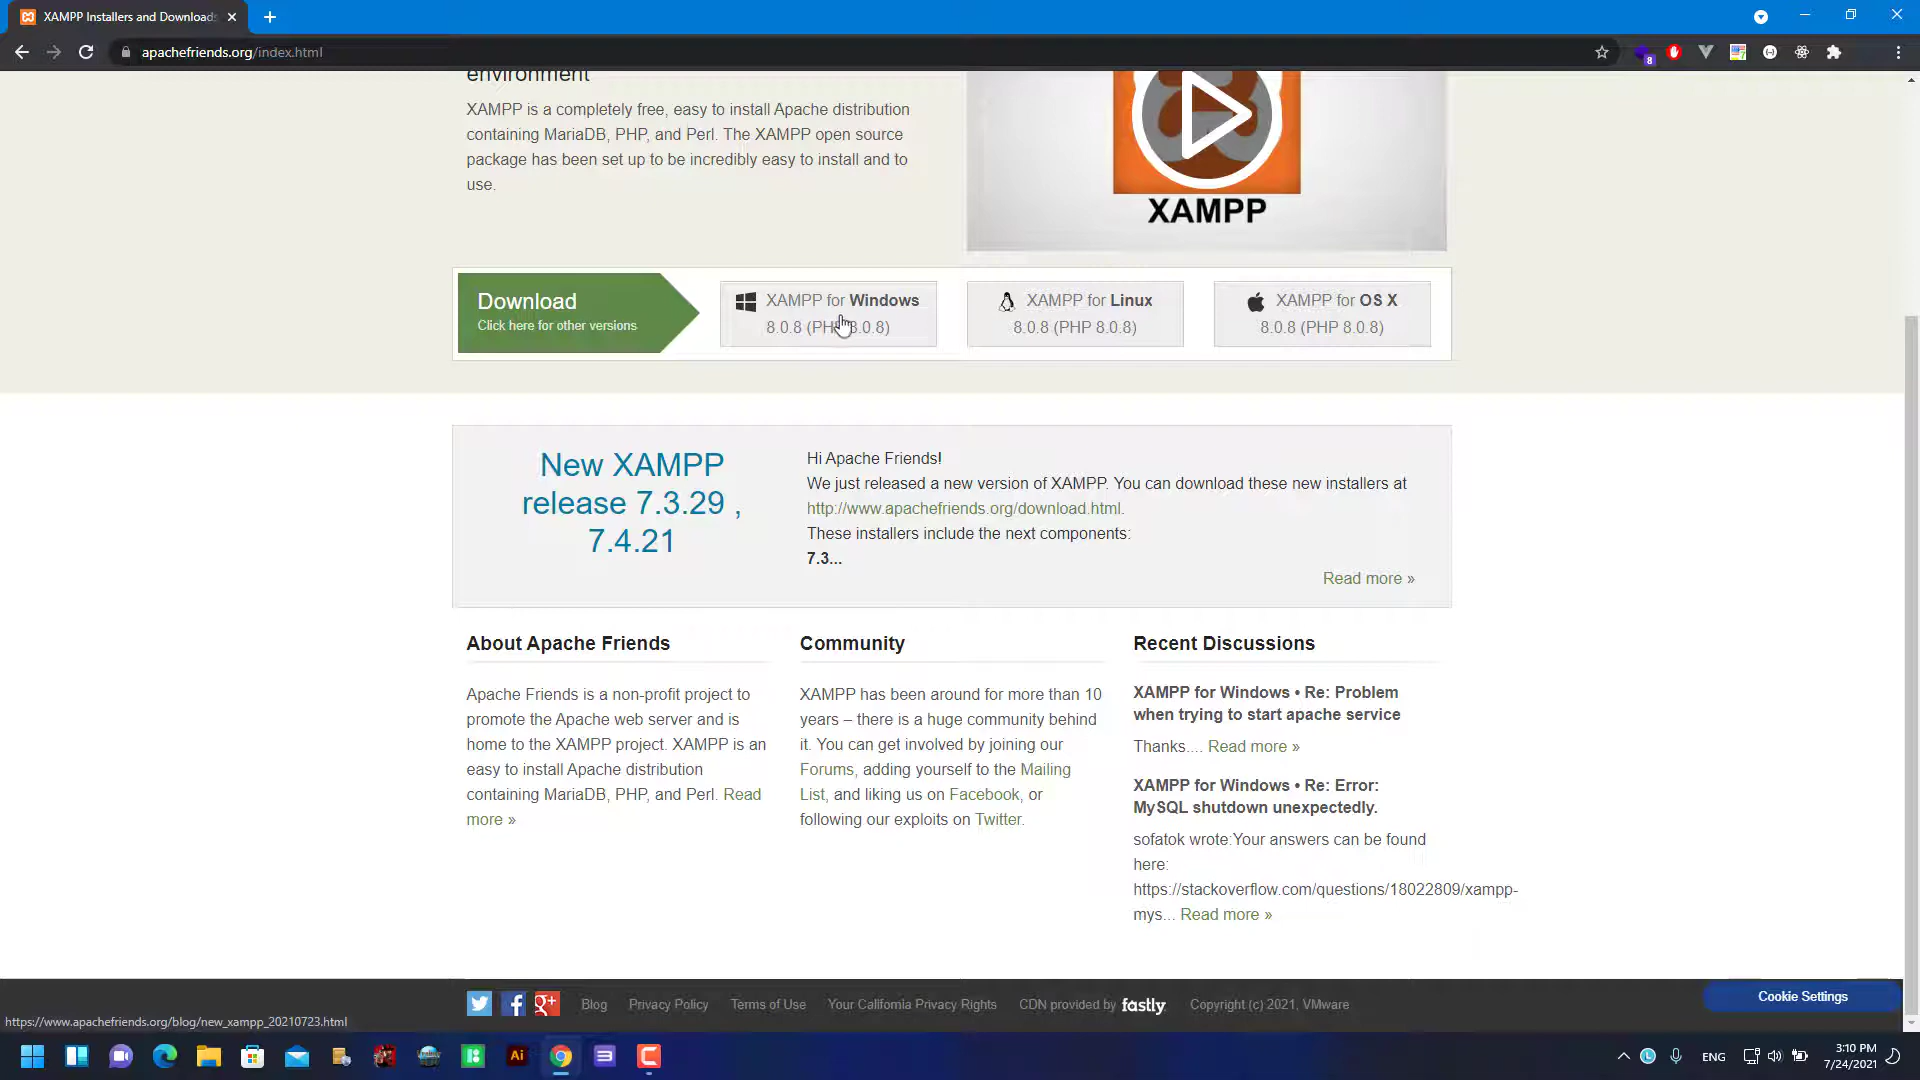 XAMPP Installers and Downloads
apachefriends.org/index.html
8
environment
XAMPP is a completely free, easy to install Apache distribution
containing MariaDB, PHP, and Perl. The XAMPP open source
package has been set up to be incredibly easy to install and to
use.
XAMPP
Download
Click here for other versions
XAMPP for Windows
8.0.8 (PHP 8.0.8)
XAMPP for Linux
8.0.8 (PHP 8.0.8)
XAMPP for OS X
8.0.8 (PHP 8.0.8)
New XAMPP
release 7.3.29 ,
7.4.21
Hi Apache Friends!
We just released a new version of XAMPP. You can download these new installers at
http://www.apachefriends.org/download.html.
These installers include the next components:
7.3...
Read more »
About Apache Friends
Apache Friends is a non-profit project to
promote the Apache web server and is
home to the XAMPP project. XAMPP is an
easy to install Apache distribution
containing MariaDB, PHP, and Perl. Read
more »
Community
XAMPP has been around for more than 10
years – there is a huge community behind
it. You can get involved by joining our
Forums, adding yourself to the Mailing
List, and liking us on Facebook, or
following our exploits on Twitter.
Recent Discussions
XAMPP for Windows • Re: Problem
when trying to start apache service
Thanks.... Read more »
XAMPP for Windows • Re: Error:
MySQL shutdown unexpectedly.
sofatok wrote:Your answers can be found
here:
https://stackoverflow.com/questions/18022809/xampp-
mys... Read more »
Blog
Privacy Policy
Terms of Use
Your California Privacy Rights
CDN provided by fastly
Copyright (c) 2021, VMware
Cookie Settings
https://www.apachefriends.org/blog/new_xampp_20210723.html
Ai
ENG
3:10 PM
7/24/2021